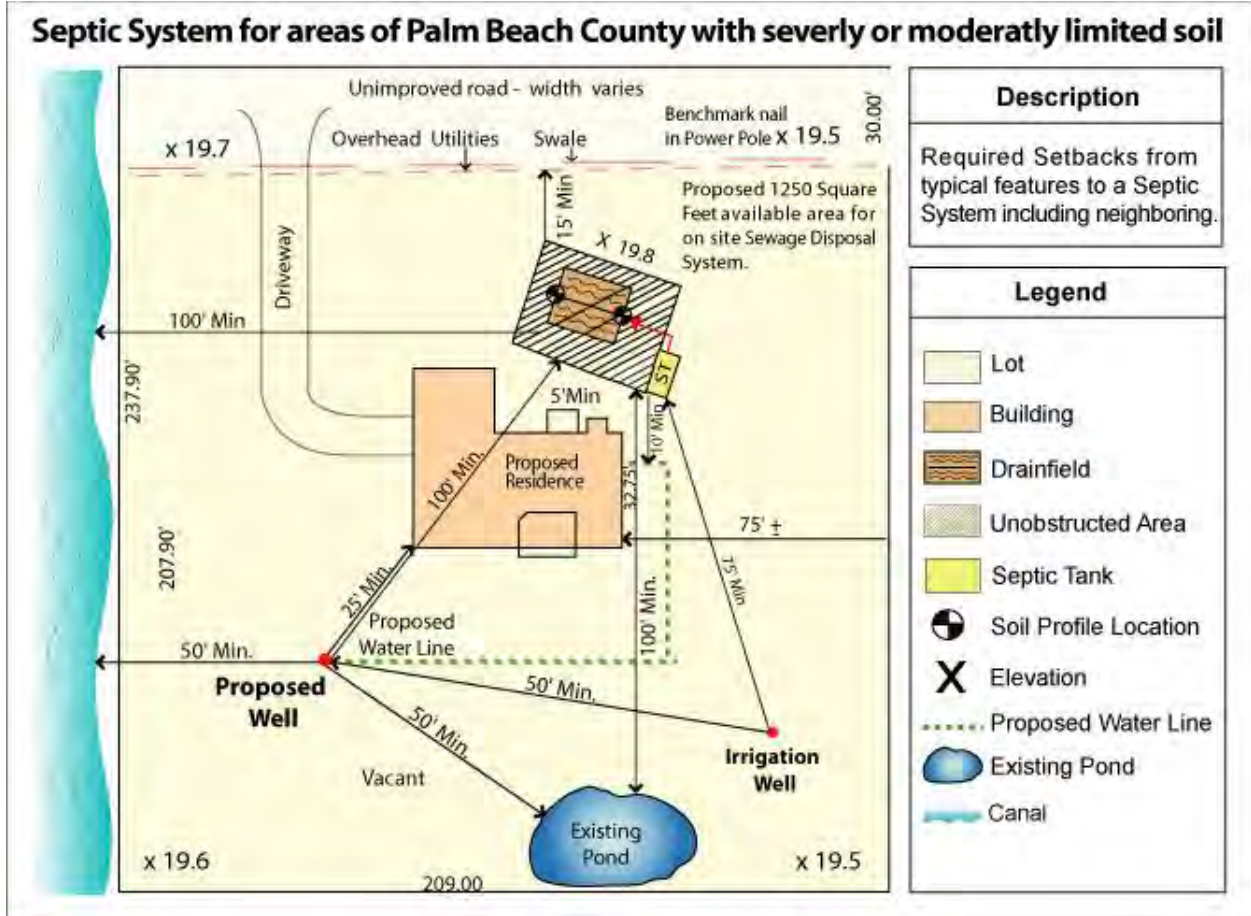 Septic System for areas of Palm Beach County with severly or moderatly limited soil
Unimproved road - width varies
30.00'
Benchmark nail
in Power Pole x 19.5
x 19.7
Overhead Utilities
Swale
15' Min
Proposed 1250 Square
Feet available area for
on site Sewage Disposal
System.
X 19.8
Driveway
100' Min
ST
237.90'
5'Min
10' Min
100' Min.
Proposed
Residence
32.75'
75' ±
207.90'
25' Min.
75' Min
Proposed
Water Line
100' Min.
50' Min.
Proposed
Well
50' Min.
50' Min.
Irrigation
Well
Vacant
Existing
Pond
x 19.6
x 19.5
209.00
Description
Required Setbacks from
typical features to a Septic
System including neighboring.
Legend
Lot
Building
Drainfield
Unobstructed Area
Septic Tank
Soil Profile Location
X Elevation
Proposed Water Line
Existing Pond
Canal